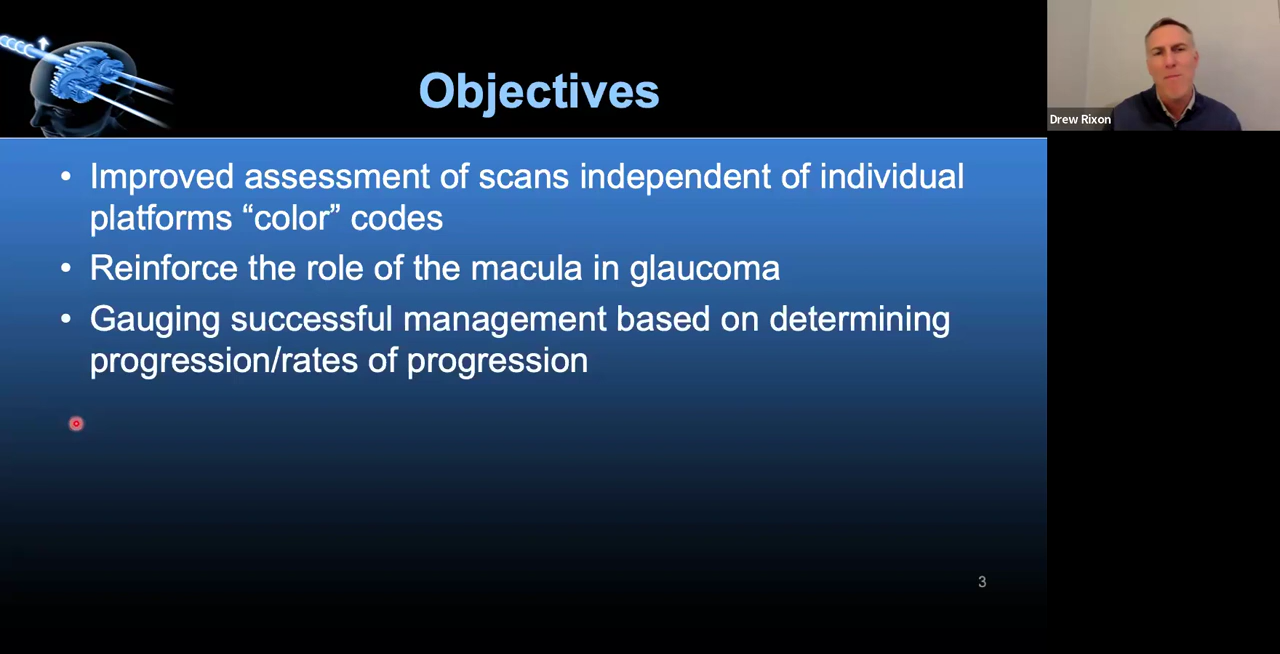 Objectives
• Improved assessment of scans independent of individual
platforms “color” codes
• Reinforce the role of the macula in glaucoma
• Gauging successful management based on determining
progression/rates of progression
3
Drew Rixon